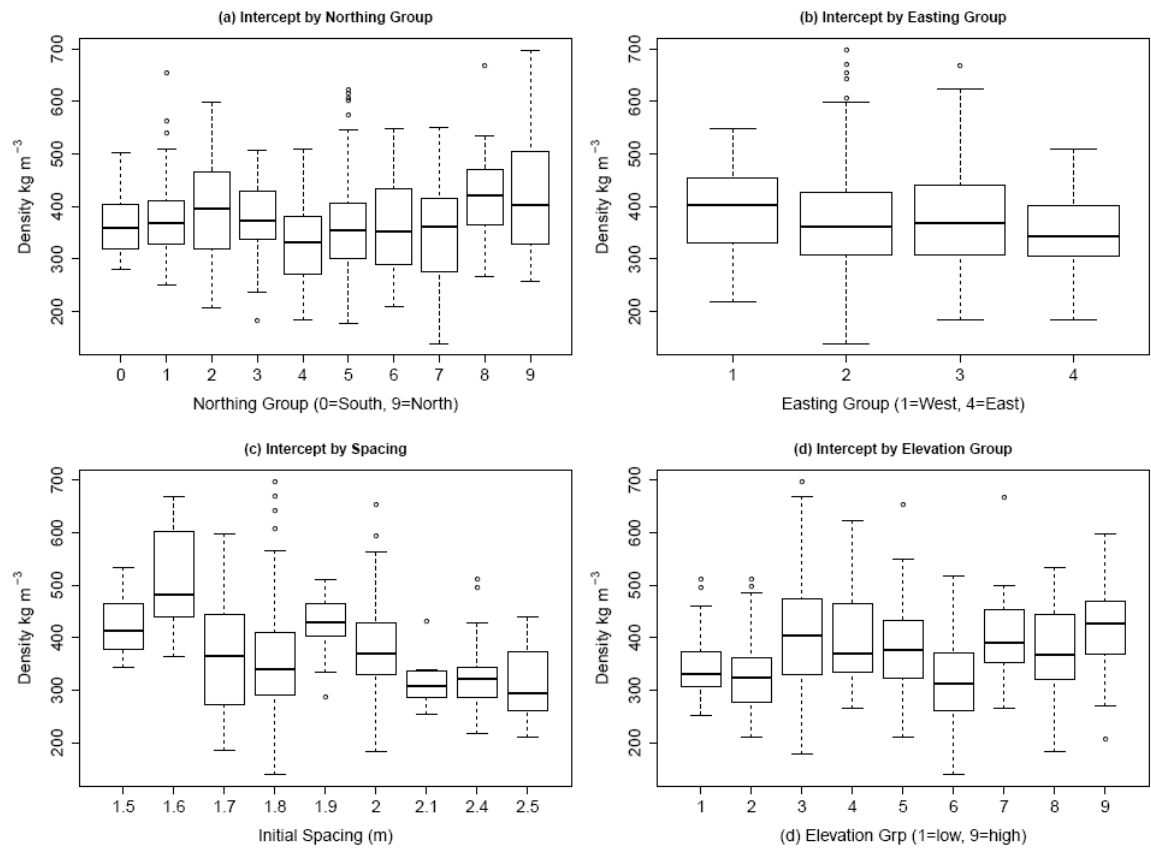 (a) Intercept by Northing Group
Density kg m⁻³
200 300 400 500 600 700
0 1 2 3 4 5 6 7 8 9
Northing Group (0=South, 9=North)
(b) Intercept by Easting Group
Density kg m⁻³
200 300 400 500 600 700
1 2 3 4
Easting Group (1=West, 4=East)
(c) Intercept by Spacing
Density kg m⁻³
200 300 400 500 600 700
1.5 1.6 1.7 1.8 1.9 2 2.1 2.4 2.5
Initial Spacing (m)
(d) Intercept by Elevation Group
Density kg m⁻³
200 300 400 500 600 700
1 2 3 4 5 6 7 8 9
(d) Elevation Grp (1=low, 9=high)